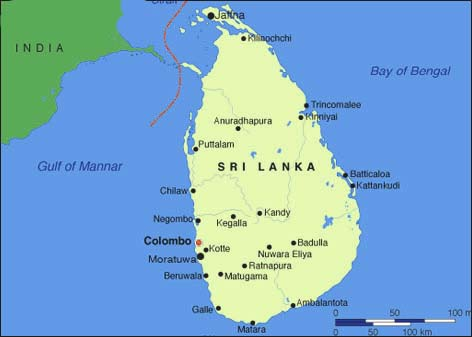 Strait
Jaffna
Kilinochchi
INDIA
Bay of Bengal
Trincomalee
Kinniyai
Anuradhapura
Puttalam
Gulf of Mannar
SRI LANKA
Batticaloa
Kattankudi
Chilaw
Negombo
Kegalla
Kandy
Colombo
Kotte
Badulla
Moratuwa
Nuwara Eliya
Ratnapura
Beruwala
Matugama
Galle
Ambalantota
Matara
50
100 m
50
100 km